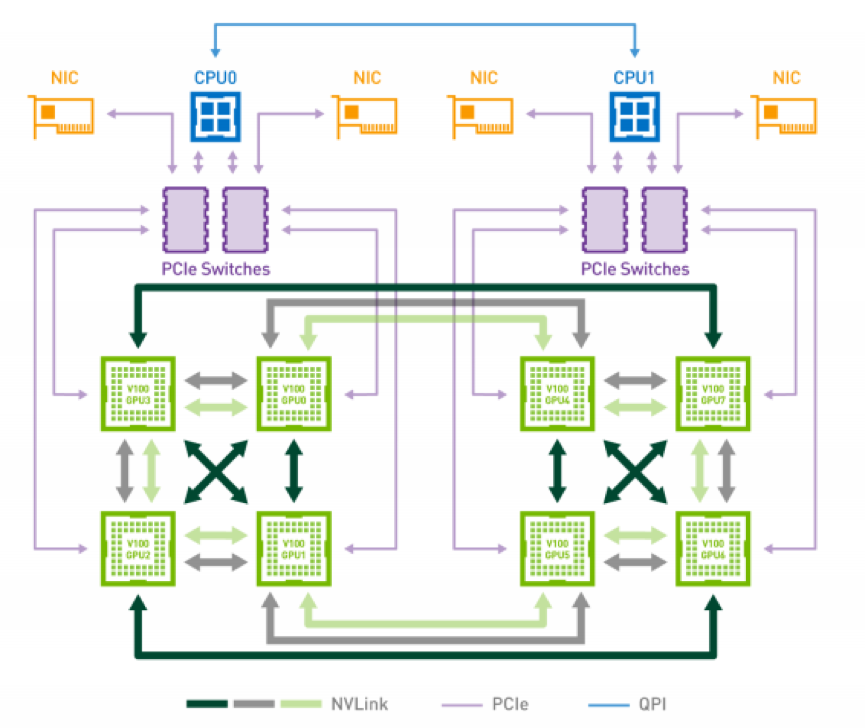 NIC
CPU0
NIC
NIC
CPU1
NIC
PCIe Switches
PCIe Switches
V100
GPU3
V100
GPU0
V100
GPU4
V100
GPU7
V100
GPU2
V100
GPU1
V100
GPU5
V100
GPU6
NVLink
PCIe
QPI